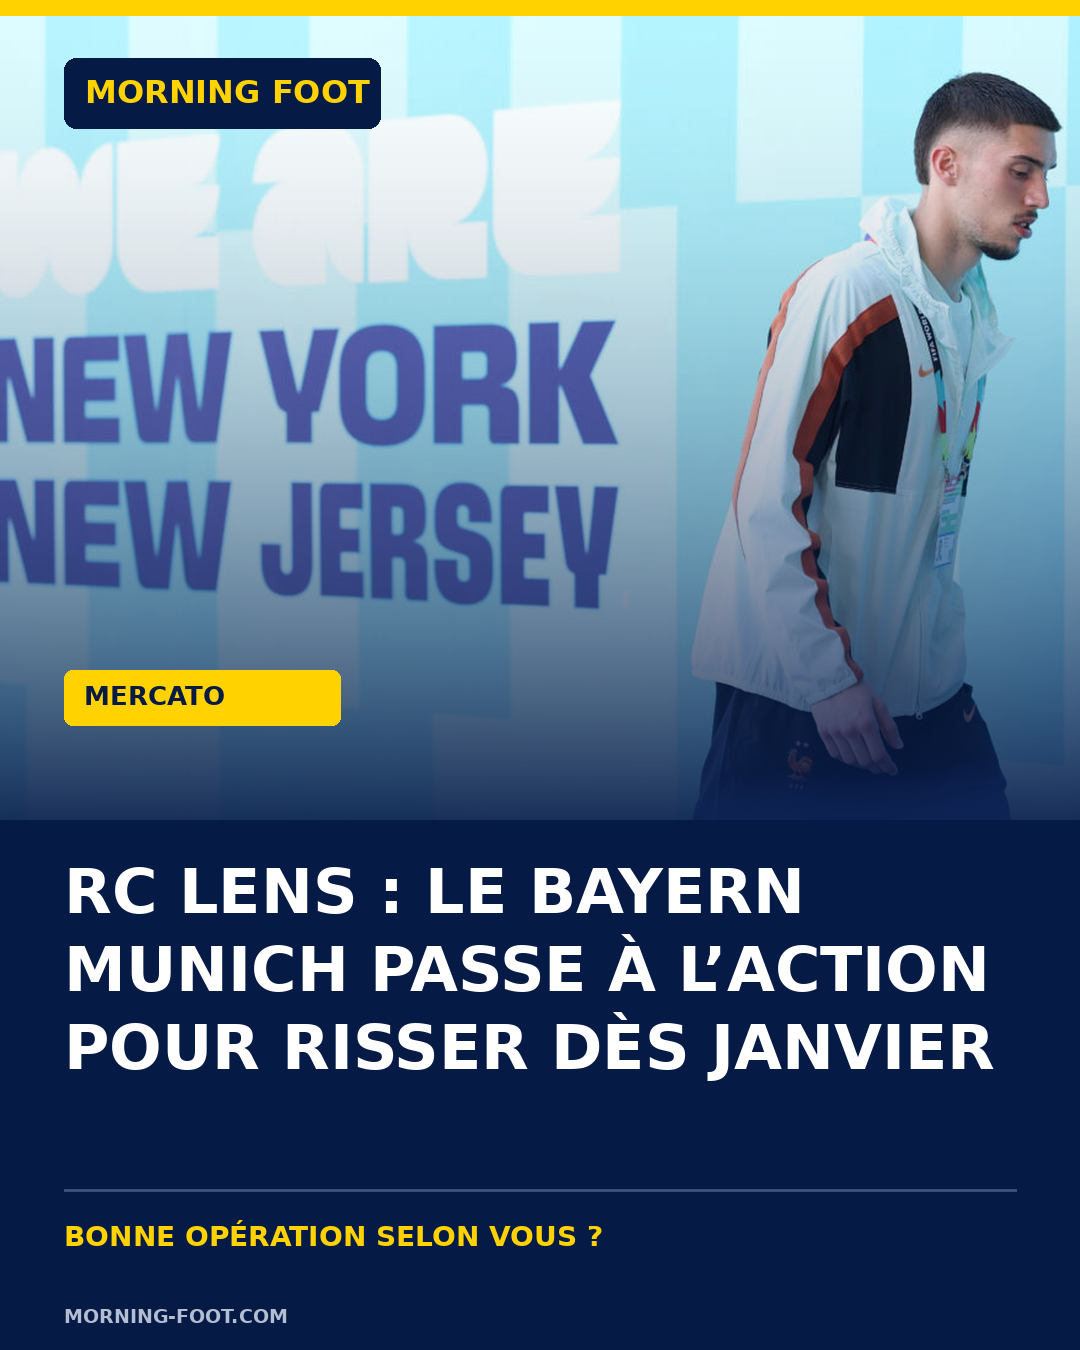 MORNING FOOT
WE ARE
NEW YORK
NEW JERSEY
MERCATO
RC LENS : LE BAYERN
MUNICH PASSE À L’ACTION
POUR RISSER DÈS JANVIER
BONNE OPÉRATION SELON VOUS ?
MORNING-FOOT.COM